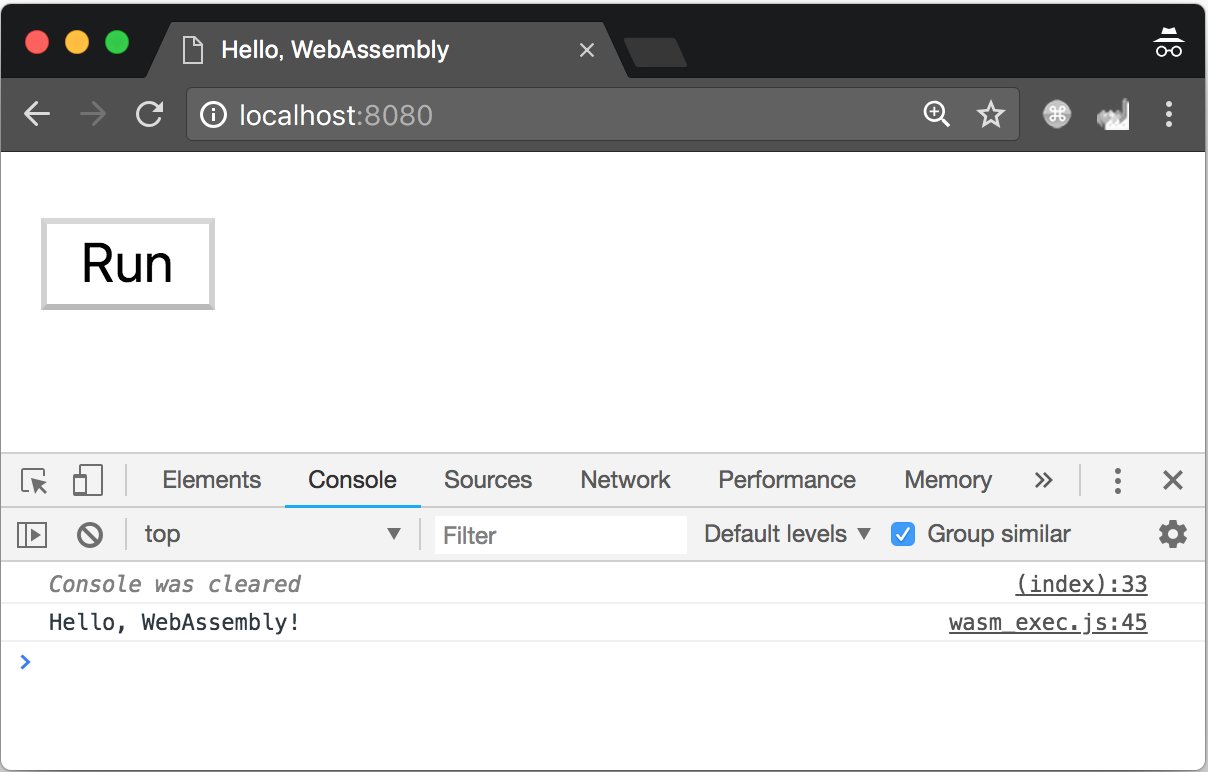 Hello, WebAssembly
localhost:8080
Run
Elements Console Sources Network Performance Memory
top Filter Default levels Group similar
Console was cleared (index):33
Hello, WebAssembly! wasm_exec.js:45